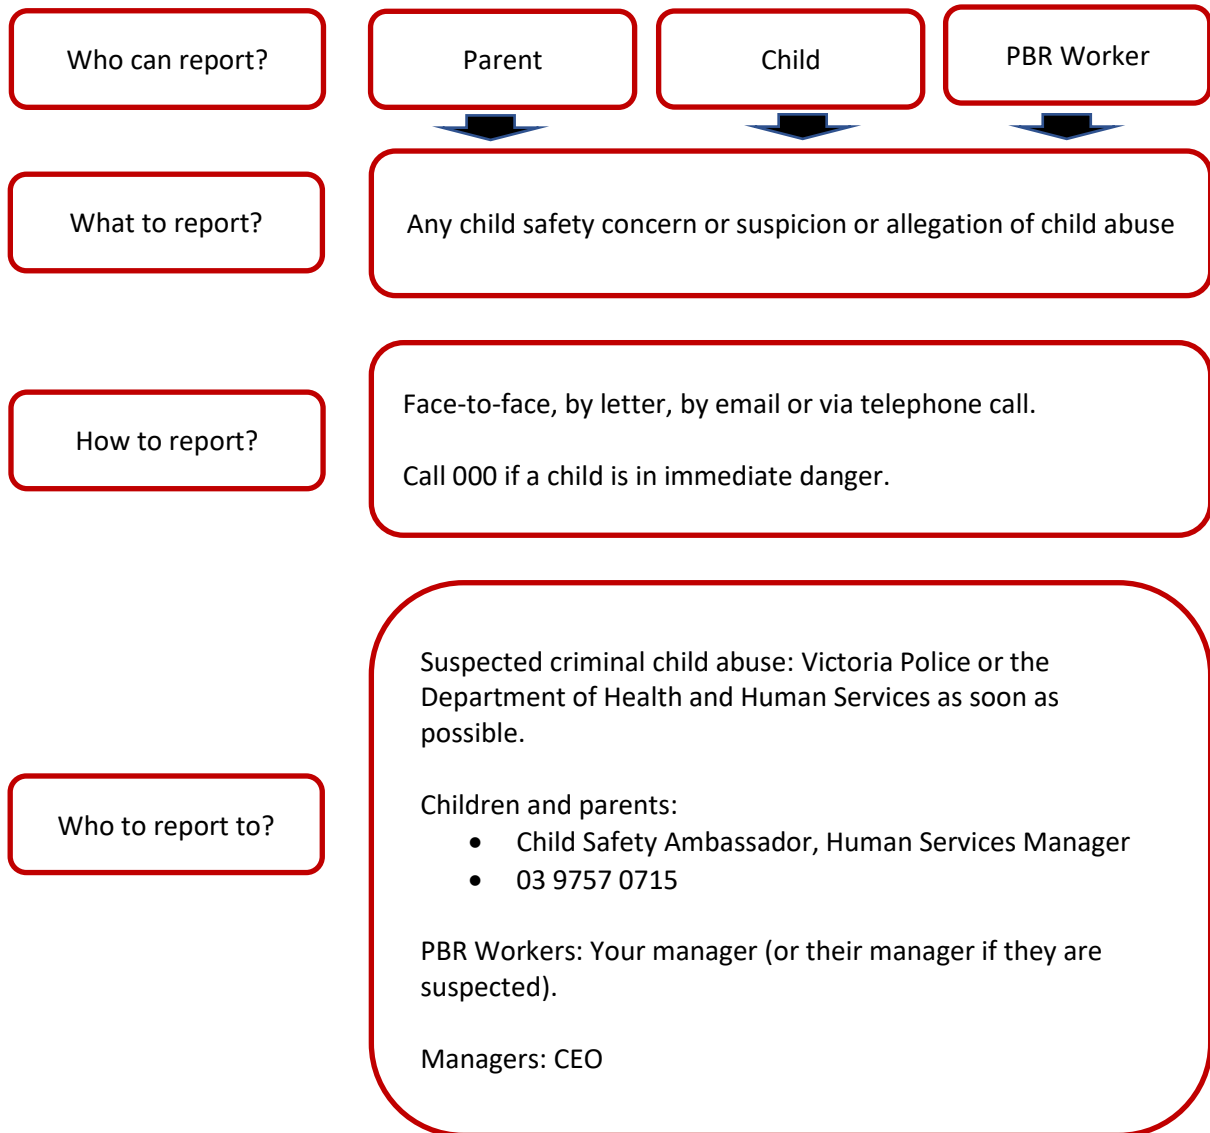 Who can report?
Parent
Child
PBR Worker
What to report?
Any child safety concern or suspicion or allegation of child abuse
How to report?
Face-to-face, by letter, by email or via telephone call.
Call 000 if a child is in immediate danger.
Who to report to?
Suspected criminal child abuse: Victoria Police or the
Department of Health and Human Services as soon as
possible.
Children and parents:
• Child Safety Ambassador, Human Services Manager
• 03 9757 0715
PBR Workers: Your manager (or their manager if they are
suspected).
Managers: CEO